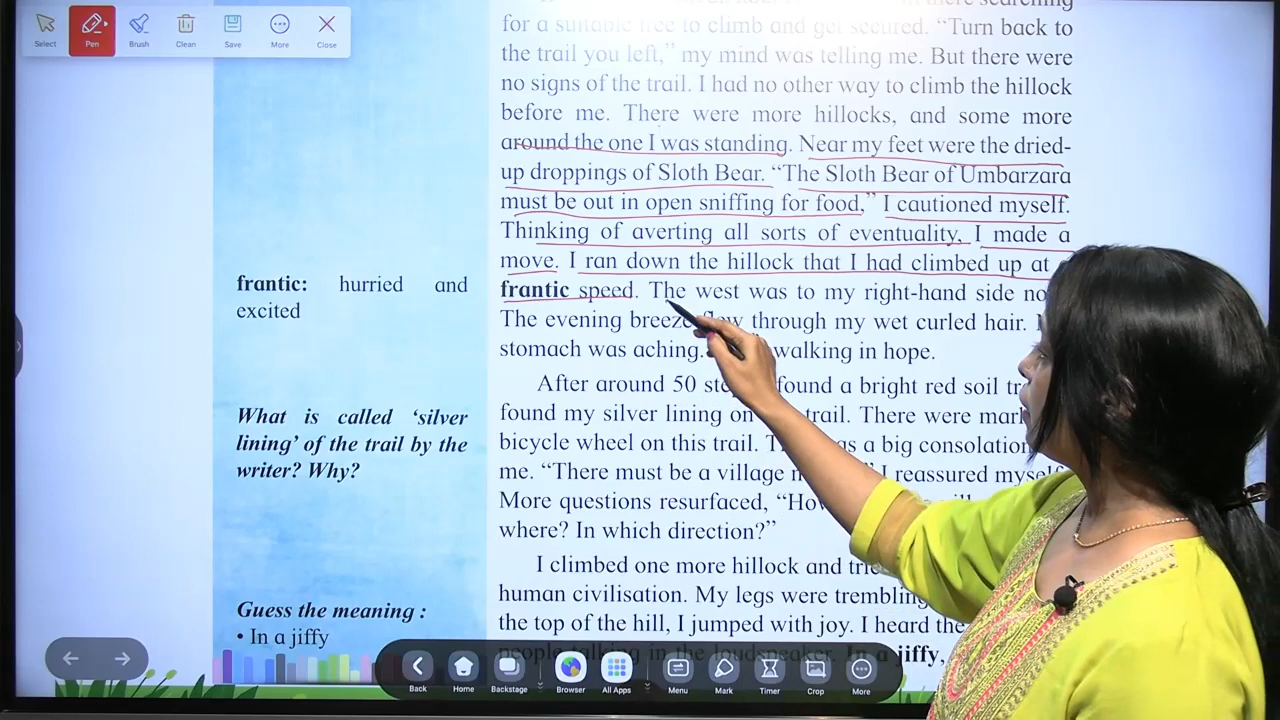 Select Pen Brush Clean Save More Close
searching
for a suitable tree to climb and get secured. “Turn back to
the trail you left,” my mind was telling me. But there were
no signs of the trail. I had no other way to climb the hillock
before me. There were more hillocks, and some more
around the one I was standing. Near my feet were the dried-
up droppings of Sloth Bear. “The Sloth Bear of Umbarzara
must be out in open sniffing for food,” I cautioned myself.
Thinking of averting all sorts of eventuality, I made a
move. I ran down the hillock that I had climbed up at
frantic speed. The west was to my right-hand side
The evening breeze flew through my wet curled hair.
stomach was aching. walking in hope.
frantic: hurried and
excited
After around 50 found a bright red soil
found my silver lining on trail. There were
bicycle wheel on this trail. a big consolation
me. “There must be a village I reassured myself
More questions resurfaced,
where? In which direction?”
What is called ‘silver
lining’ of the trail by the
writer? Why?
I climbed one more hillock and
human civilisation. My legs were trembling
the top of the hill, I jumped with joy. I heard the
people talking in the loudspeaker. In a jiffy,
Guess the meaning :
• In a jiffy
Back Home Backstage Browser All Apps Menu Mark Timer Crop More